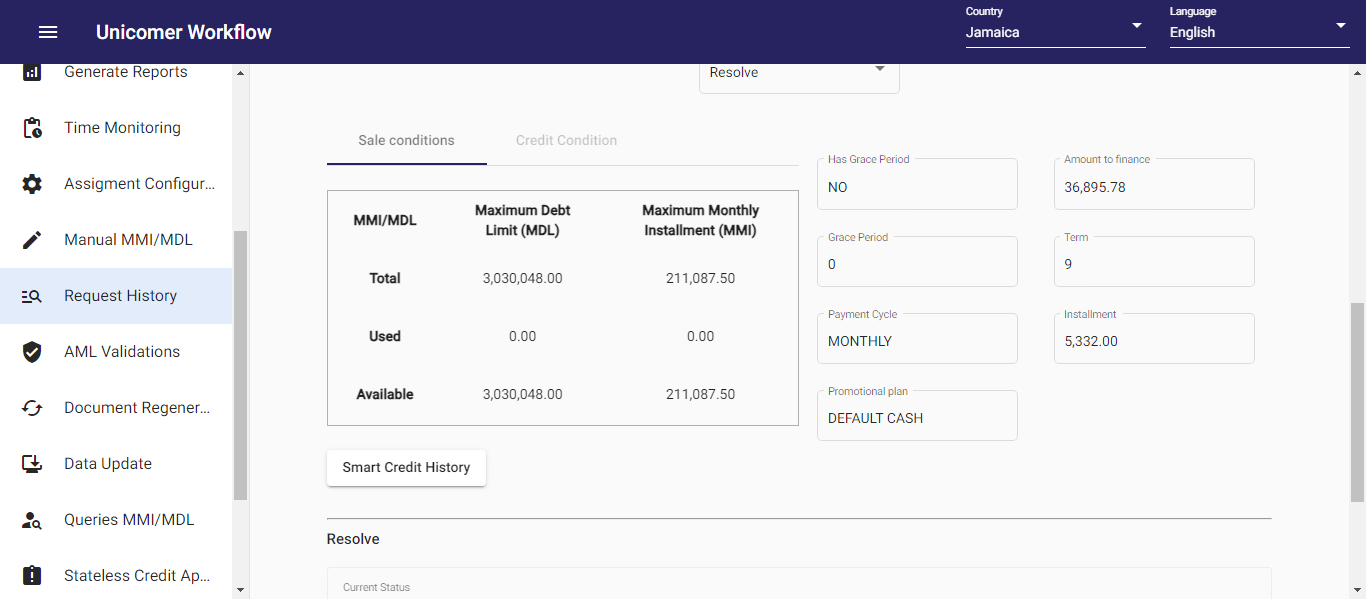 Unicomer Workflow
Country
Jamaica
Language
English
Generate Reports
Time Monitoring
Assigment Configur...
Manual MMI/MDL
Request History
AML Validations
Document Regener...
Data Update
Queries MMI/MDL
Stateless Credit Ap...
Resolve
Sale conditions
Credit Condition
MMI/MDL
Maximum Debt
Limit (MDL)
Maximum Monthly
Installment (MMI)
Total
3,030,048.00
211,087.50
Used
0.00
0.00
Available
3,030,048.00
211,087.50
Smart Credit History
Has Grace Period
NO
Amount to finance
36,895.78
Grace Period
0
Term
9
Payment Cycle
MONTHLY
Installment
5,332.00
Promotional plan
DEFAULT CASH
Resolve
Current Status